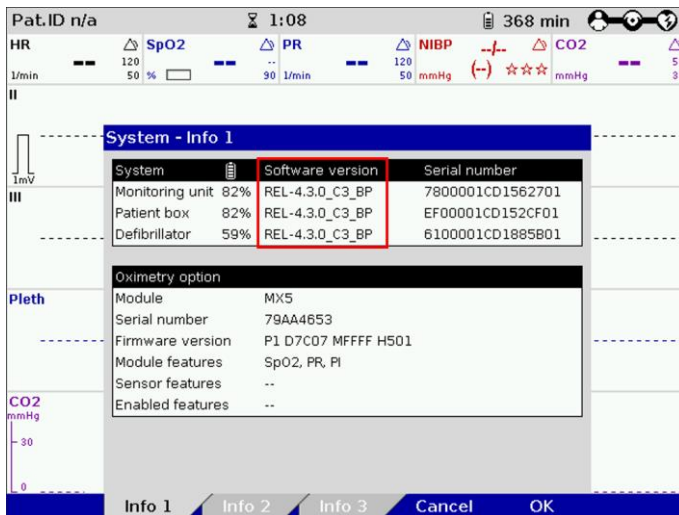 Pat.ID n/a 1:08 368 min
HR SpO2 PR NIBP --/-- CO2
-- 120 -- -- -- 120 -- 5
1/min 50 % 90 1/min 50 mmHg (--) ☆☆☆ mmHg 3
II
System - Info 1
1mV
System Software version Serial number
Monitoring unit 82% REL-4.3.0_C3_BP 7800001CD1562701
III
Patient box 82% REL-4.3.0_C3_BP EF00001CD152CF01
Defibrillator 59% REL-4.3.0_C3_BP 6100001CD1885B01
Oximetry option
Pleth
Module MX5
Serial number 79AA4653
Firmware version P1 D7C07 MFFFF H501
Module features SpO2, PR, PI
Sensor features --
CO2
Enabled features --
mmHg
30
0
Info 1 Info 2 Info 3 Cancel OK